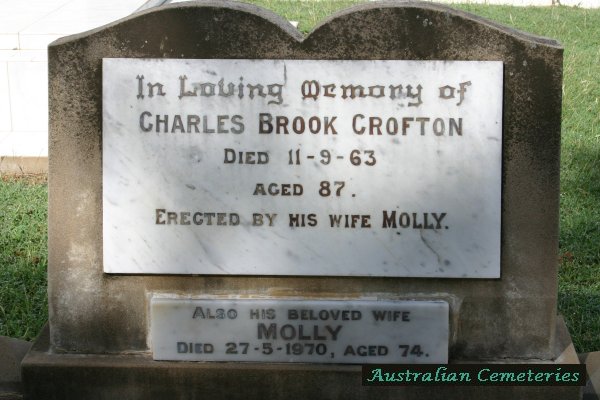 In Loving Memory of
Charles Brook Crofton
Died 11-9-63
aged 87.
Erected by his wife MOLLY.
Also his beloved wife
MOLLY
Died 27-5-1970, aged 74.
Australian Cemeteries